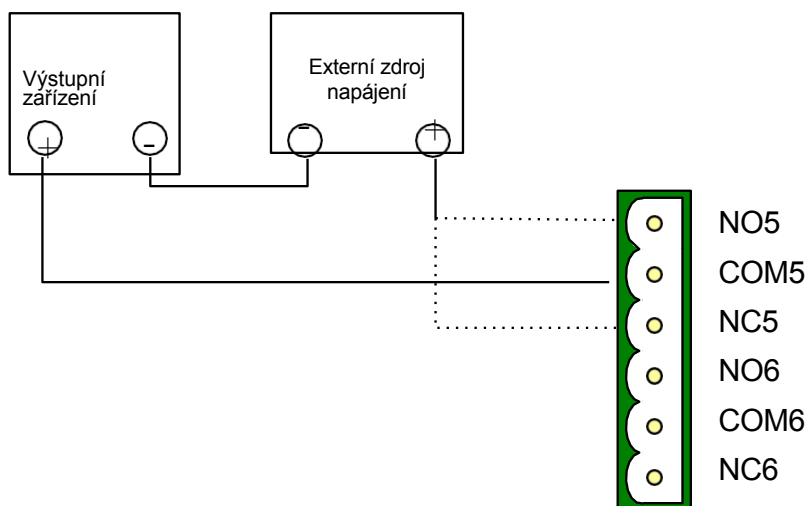 Výstupní
zařízení
+
-
Externí zdroj
napájení
-
+
NO5
COM5
NC5
NO6
COM6
NC6